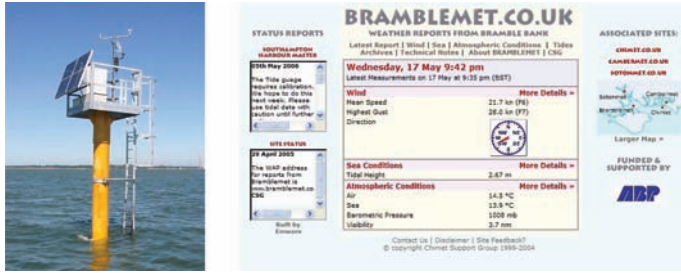 BRAMBLEMET.CO.UK
WEATHER REPORTS FROM BRAMBLE BANK
Latest Report | Wind | Sea | Atmospheric Conditions | Tides
Archives | Technical Notes | About BRAMBLEMET | CSG
STATUS REPORTS
SOUTHAMPTON
HARBOUR MASTER
05th May 2006
The Tide guage
requires calibration.
We hope to do this
next week. Please
use tidal data with
caution until further
SITE STATUS
29 April 2005
The WAP address
for reports from
Bramblemet is
www.bramblemet.co
CSG
Built by
Wednesday, 17 May 9:42 pm
Latest Measurements on 17 May at 9:35 pm (BST)
Wind More Details »
Mean Speed 21.7 kn (F6)
Highest Gust 28.0 kn (F7)
Direction
Sea Conditions More Details »
Tidal Height 2.67 m
Atmospheric Conditions More Details »
Air 14.5 °C
Sea 13.9 °C
Barometric Pressure 1008 mb
Visibility 3.7 nm
Contact Us | Disclaimer | Site Feedback?
© copyright Chimet Support Group 1999-2004
ASSOCIATED SITES:
CHIMET.CO.UK
CAMBERMET.CO.UK
SOTONMET.CO.UK
Sotonmet
Cambermet
Bramblemet
Chimet
Larger Map »
FUNDED &
SUPPORTED BY
ABP